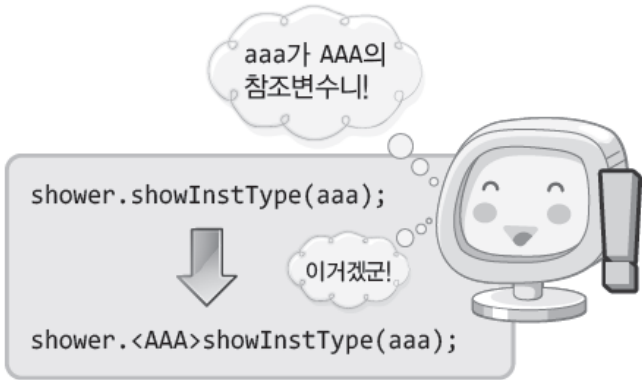 aaa가 AAA의
참조변수니!
shower.showInstType(aaa);
이거겠군!
shower.<AAA>showInstType(aaa);